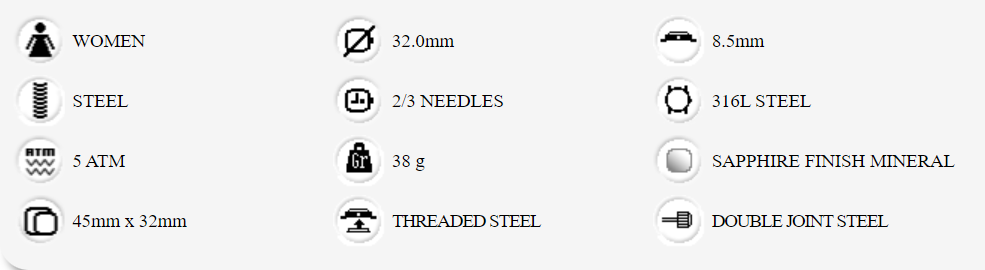 WOMEN
32.0mm
8.5mm
STEEL
2/3 NEEDLES
316L STEEL
ATM
5 ATM
Gr
38 g
SAPPHIRE FINISH MINERAL
45mm x 32mm
THREADED STEEL
DOUBLE JOINT STEEL